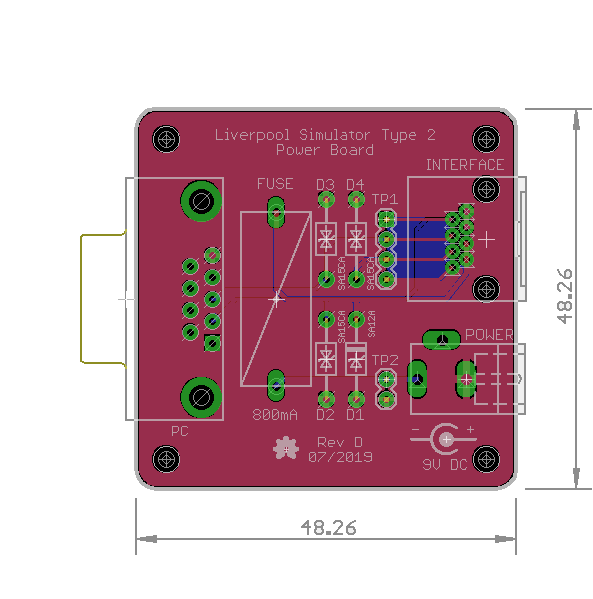 Liverpool Simulator Type 2
Power Board
INTERFACE
FUSE
D3 D4
TP1
SA15CA
SA15CA
SA15CA
SA12A
POWER
TP2
800mA
D2 D1
PC
Rev D
07/2019
- +
9V DC
48.26
48.26